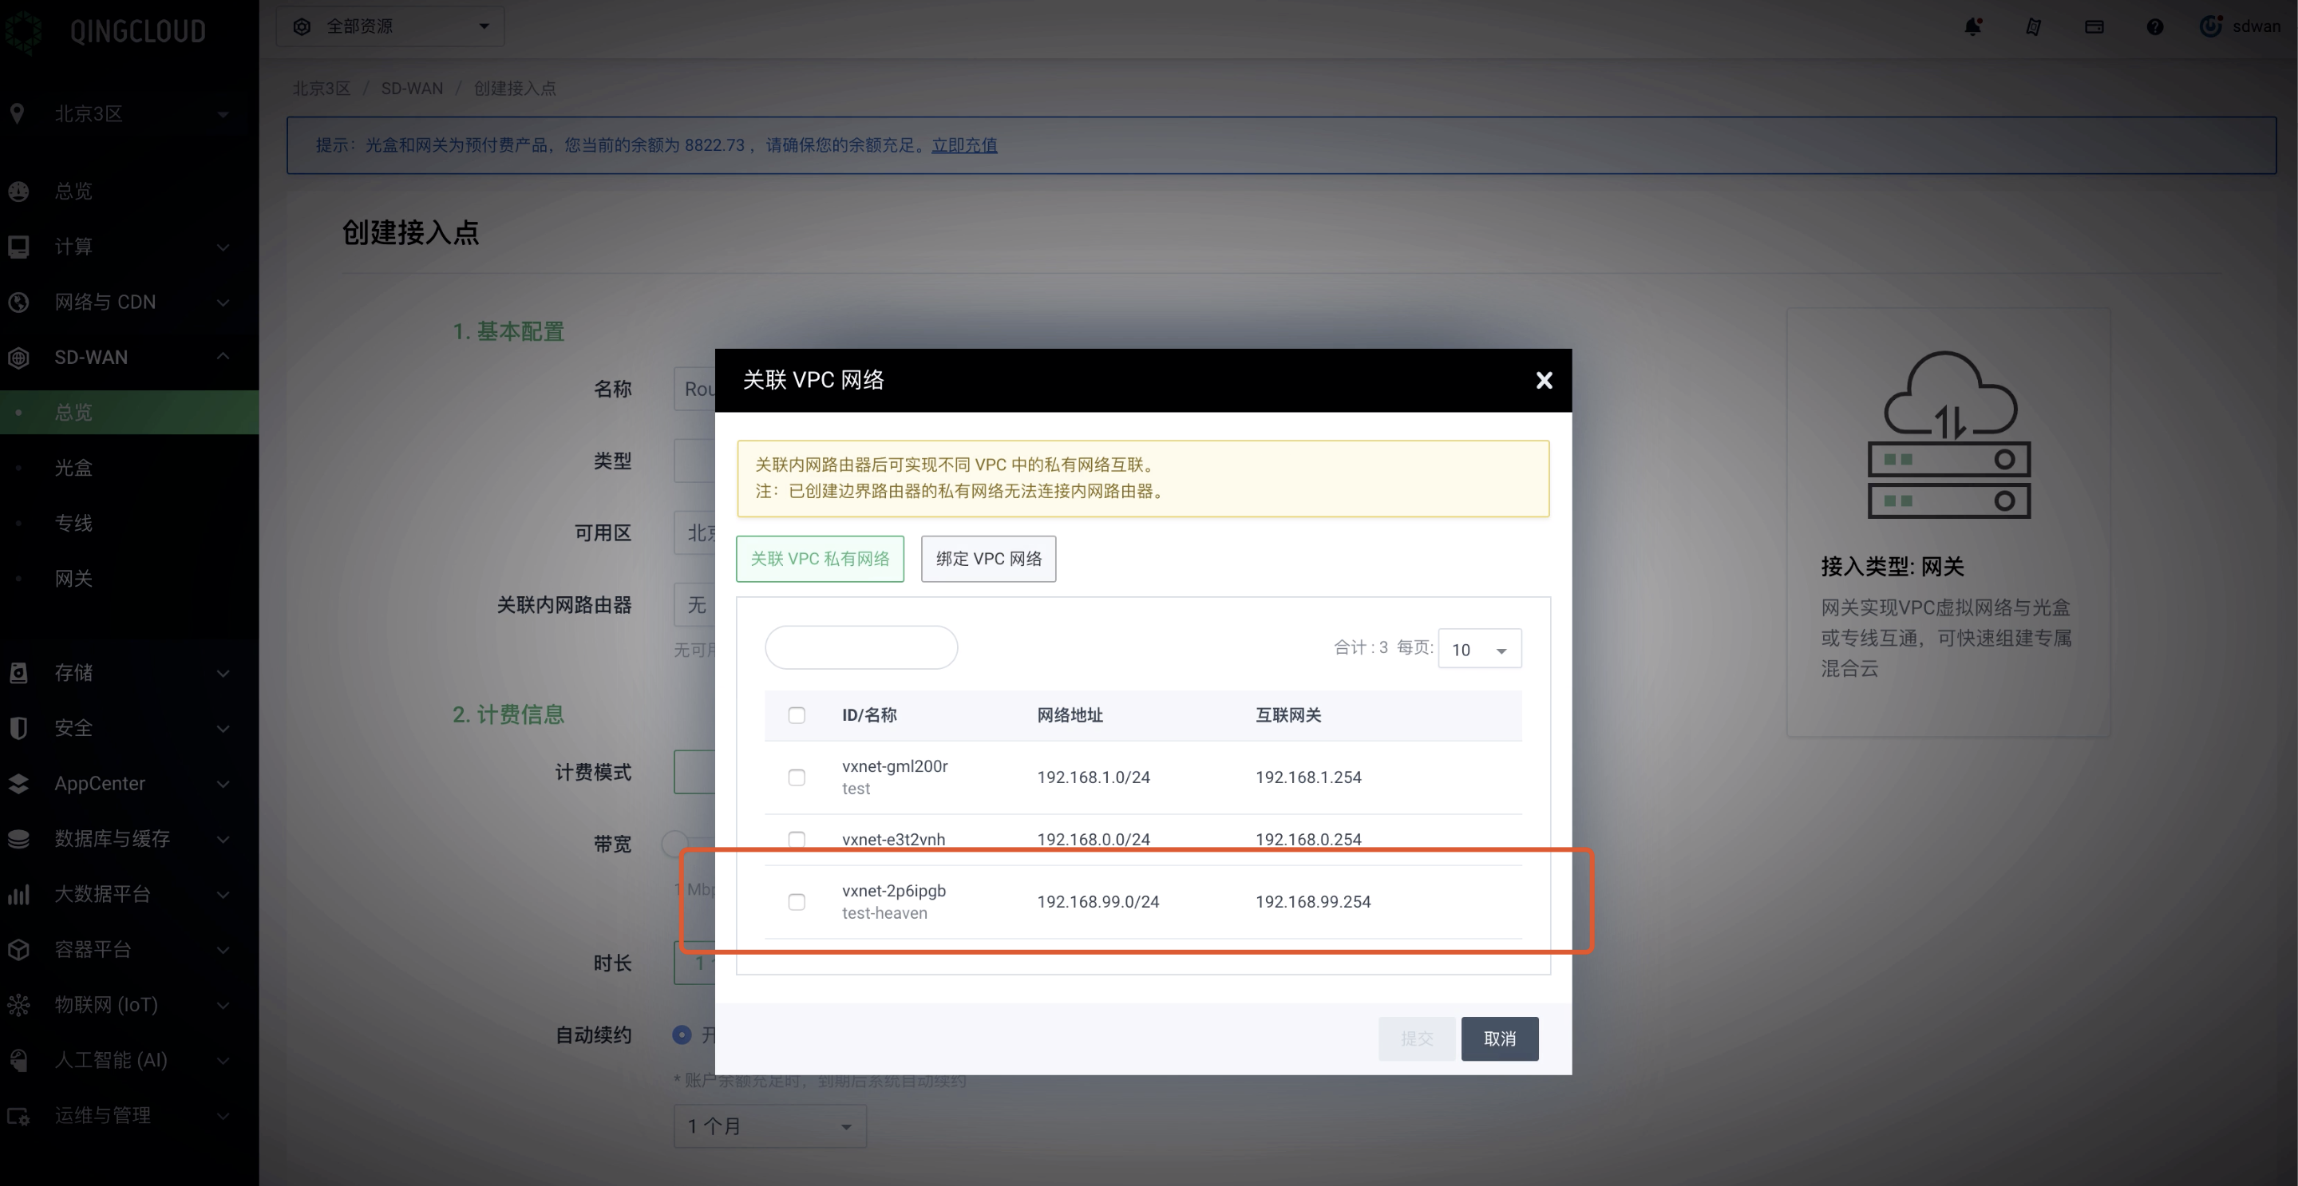 QINGCLOUD
全部资源
sdwan
北京3区
北京3区 / SD-WAN / 创建接入点
提示：光盒和网关为预付费产品，您当前的余额为 8822.73 ，请确保您的余额充足。立即充值
总览
计算
网络与 CDN
SD-WAN
总览
光盒
专线
网关
存储
安全
AppCenter
数据库与缓存
大数据平台
容器平台
物联网 (IoT)
人工智能 (AI)
运维与管理
创建接入点
1. 基本配置
名称
Rou
类型
可用区
北京
关联内网路由器
无
无可用
2. 计费信息
计费模式
带宽
1 Mbp
时长
1
自动续约
开
* 账户余额充足时，到期后系统自动续约
1 个月
关联 VPC 网络
关联内网路由器后可实现不同 VPC 中的私有网络互联。
注：已创建边界路由器的私有网络无法连接内网路由器。
关联 VPC 私有网络
绑定 VPC 网络
合计 : 3 每页: 10
ID/名称 网络地址 互联网关
vxnet-gml200r 192.168.1.0/24 192.168.1.254
test
vxnet-e3t2vnh 192.168.0.0/24 192.168.0.254
vxnet-2p6ipgb 192.168.99.0/24 192.168.99.254
test-heaven
提交
取消
接入类型: 网关
网关实现VPC虚拟网络与光盒
或专线互通，可快速组建专属
混合云